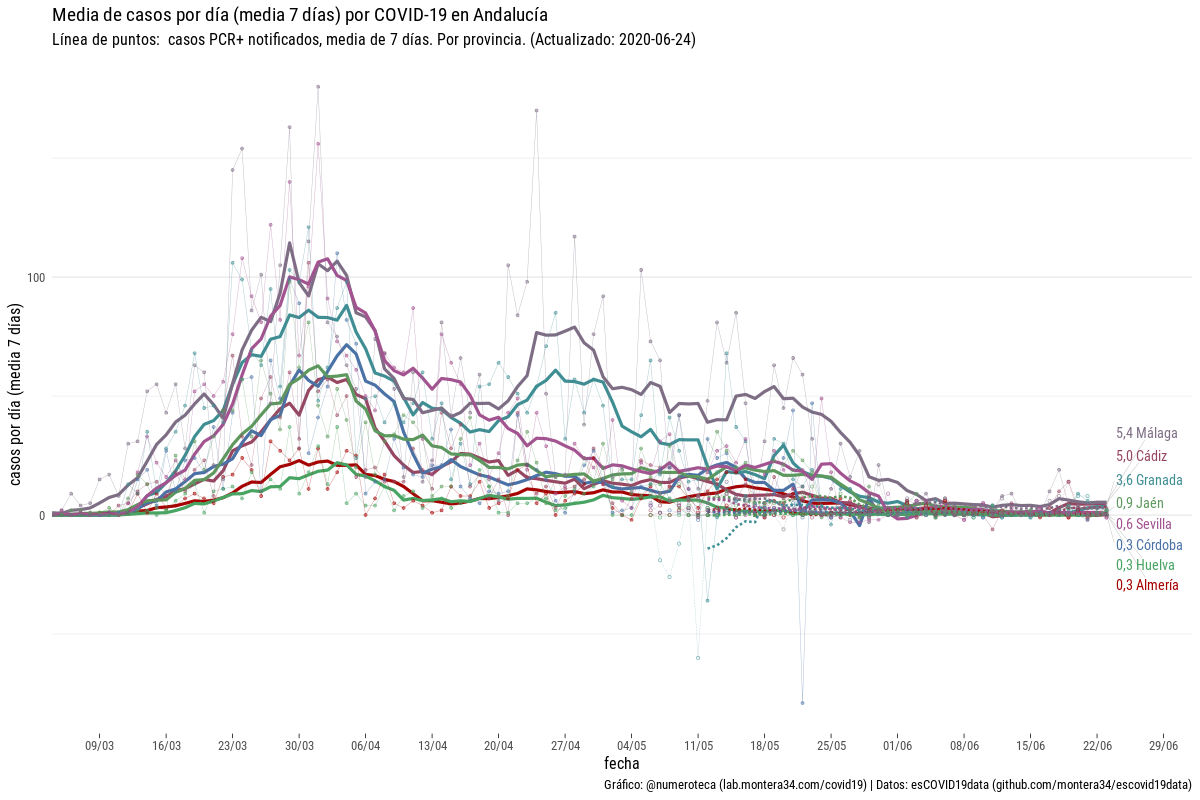 Media de casos por día (media 7 días) por COVID-19 en Andalucía
Línea de puntos:  casos PCR+ notificados, media de 7 días. Por provincia. (Actualizado: 2020-06-24)
casos por día (media 7 días)
100
0
5,4 Málaga
5,0 Cádiz
3,6 Granada
0,9 Jaén
0,6 Sevilla
0,3 Córdoba
0,3 Huelva
0,3 Almería
09/03 16/03 23/03 30/03 06/04 13/04 20/04 27/04 04/05 11/05 18/05 25/05 01/06 08/06 15/06 22/06 29/06
fecha
Gráfico: @numeroteca (lab.montera34.com/covid19) | Datos: esCOVID19data (github.com/montera34/escovid19data)